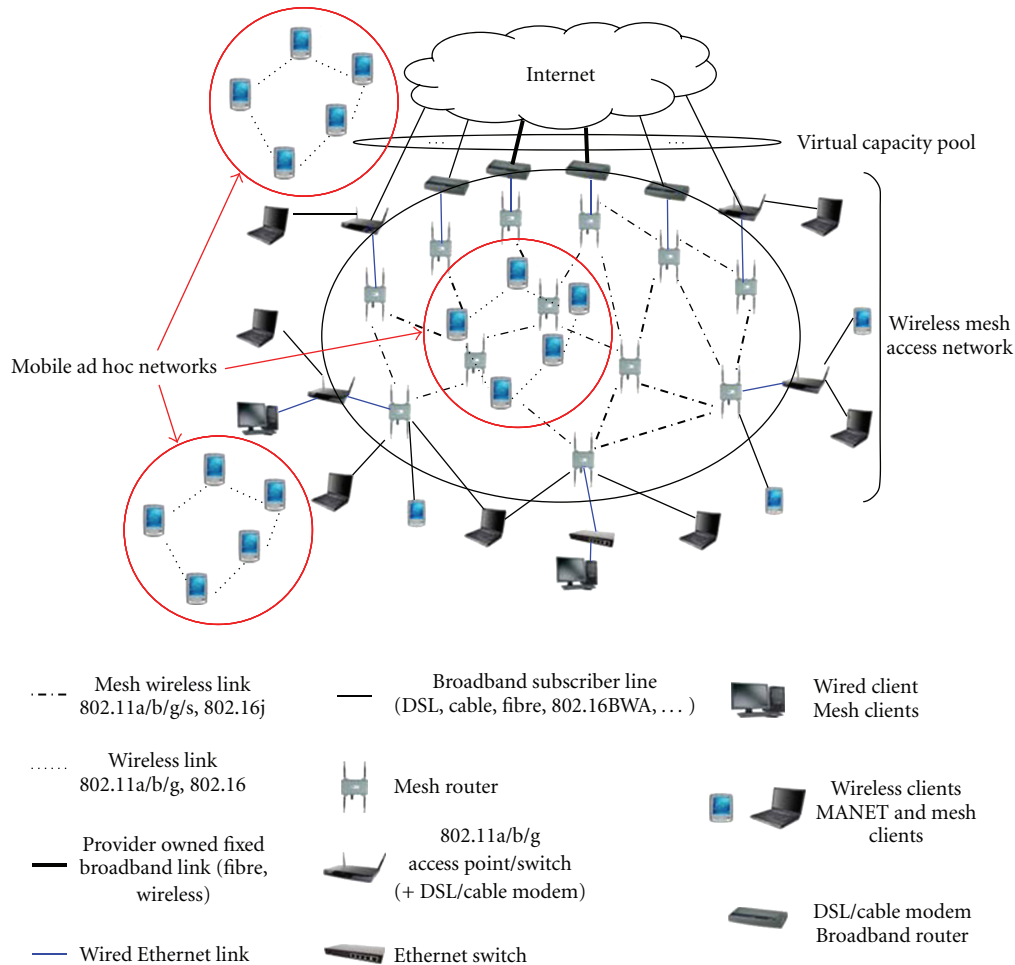 Internet
...
...
Virtual capacity pool
Wireless mesh
access network
Mobile ad hoc networks
Mesh wireless link
802.11a/b/g/s, 802.16j
Wireless link
802.11a/b/g, 802.16
Provider owned fixed
broadband link (fibre,
wireless)
Wired Ethernet link
Broadband subscriber line
(DSL, cable, fibre, 802.16BWA, . . . )
Mesh router
802.11a/b/g
access point/switch
(+ DSL/cable modem)
Ethernet switch
Wired client
Mesh clients
Wireless clients
MANET and mesh
clients
DSL/cable modem
Broadband router